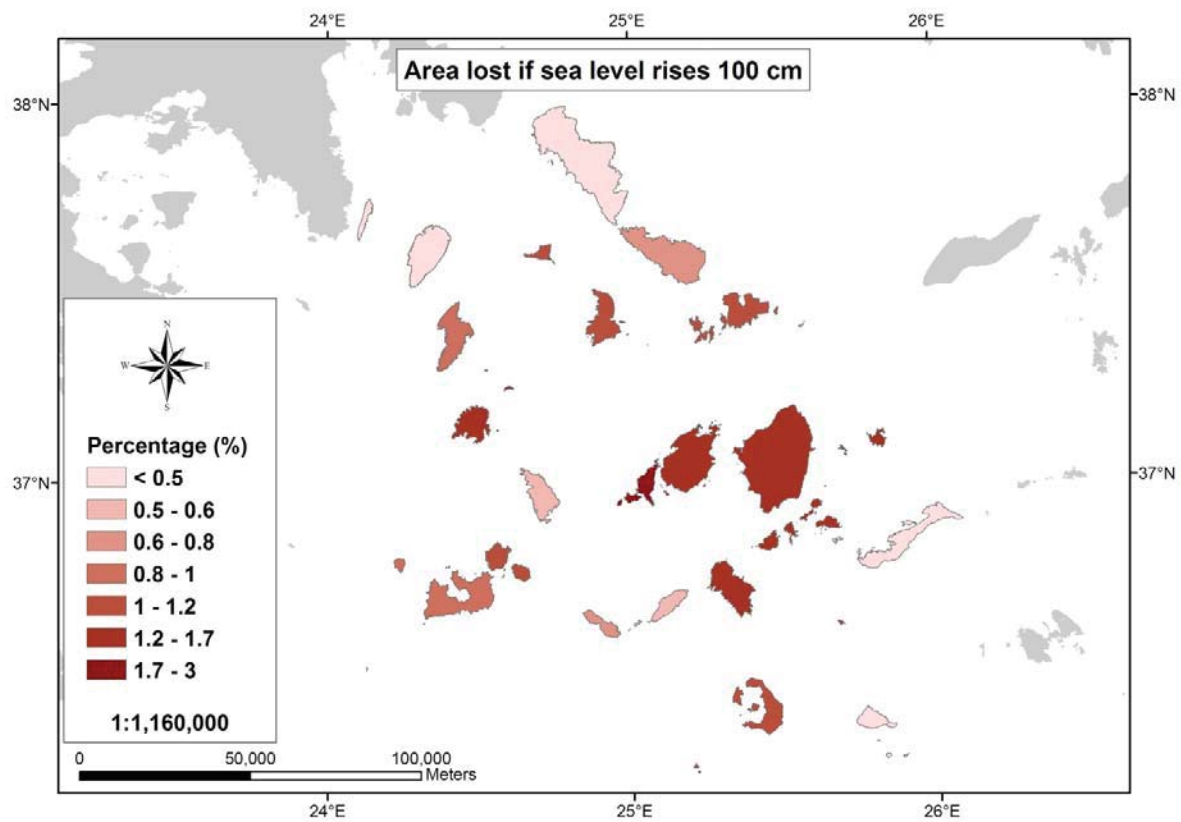 24°E 25°E 26°E
Area lost if sea level rises 100 cm
38°N 38°N
N
W E
S
Percentage (%)
< 0.5
37°N 37°N
0.5 - 0.6
0.6 - 0.8
0.8 - 1
1 - 1.2
1.2 - 1.7
1.7 - 3
1:1,160,000
0 50,000 100,000
Meters
24°E 25°E 26°E